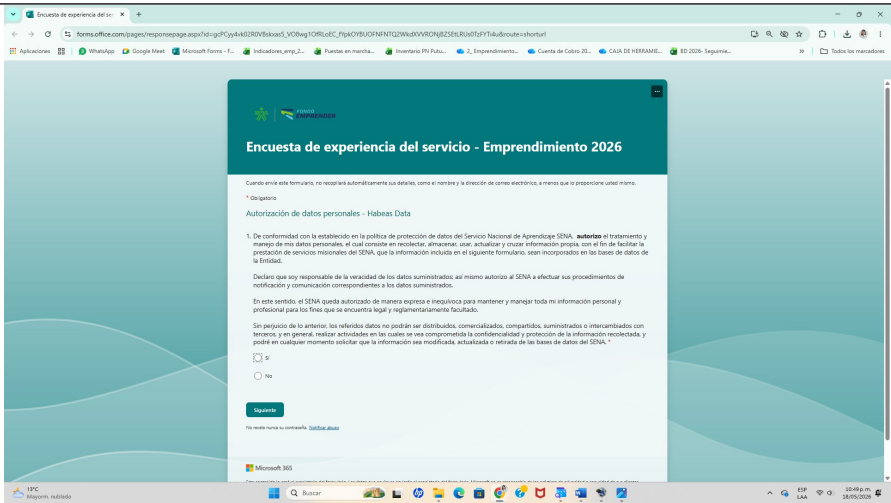 Encuesta de experiencia del ser
forms.office.com/pages/responsepage.aspx?id=
Aplicaciones
WhatsApp
Google Meet
Microsoft Forms - F...
Indicadores_emp_2...
Puestas en marcha...
Inventario PN Putu...
2_Emprendimiento...
Cuenta de Cobro 20...
CAJA DE HERRAMIE...
BD 2026- Seguimie...
Todos los marcadores
FONDO
EMPRENDER
Encuesta de experiencia del servicio - Emprendimiento 2026
Cuando envíe este formulario, no recopilará automáticamente sus detalles, como el nombre y la dirección de correo electrónico, a menos que lo proporcione usted mismo.
* Obligatorio
Autorización de datos personales - Habeas Data
1. De conformidad con la establecido en la política de protección de datos del Servicio Nacional de Aprendizaje SENA, autorizo el tratamiento y
manejo de mis datos personales, el cual consiste en recolectar, almacenar, usar, actualizar y cruzar información propia, con el fin de facilitar la
prestación de servicios misionales del SENA, que la información incluida en el siguiente formulario, sean incorporados en las bases de datos de
la Entidad.
Declaro que soy responsable de la veracidad de los datos suministrados; así mismo autorizo al SENA a efectuar sus procedimientos de
notificación y comunicación correspondientes a los datos suministrados.
En este sentido, el SENA queda autorizado de manera expresa e inequívoca para mantener y manejar toda mi información personal y
profesional para los fines que se encuentra legal y reglamentariamente facultado.
Sin perjuicio de lo anterior, los referidos datos no podrán ser distribuidos, comercializados, compartidos, suministrados o intercambiados con
terceros, y en general, realizar actividades en las cuales se vea comprometida la confidencialidad y protección de la información recolectada, y
podré en cualquier momento solicitar que la información sea modificada, actualizada o retirada de las bases de datos del SENA. *
Sí
No
Siguiente
No revele nunca su contraseña. Notificar abuso
Microsoft 365
13°C
Mayorm. nublado
Buscar
ESP
LAA
10:49 p.m.
18/05/2026